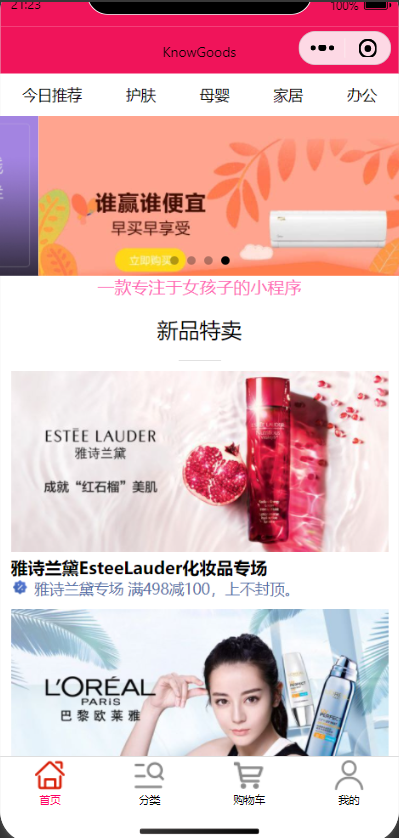 21:23
100%
KnowGoods
今日推荐 护肤 母婴 家居 办公
谁赢谁便宜
早买早享受
立即购买
一款专注于女孩子的小程序
新品特卖
ESTĒE LAUDER
雅诗兰黛
成就“红石榴”美肌
雅诗兰黛EsteeLauder化妆品专场
雅诗兰黛专场 满498减100，上不封顶。
L'ORÉAL
PARiS
巴黎欧莱雅
PERFECT
PERFECT
首页 分类 购物车 我的